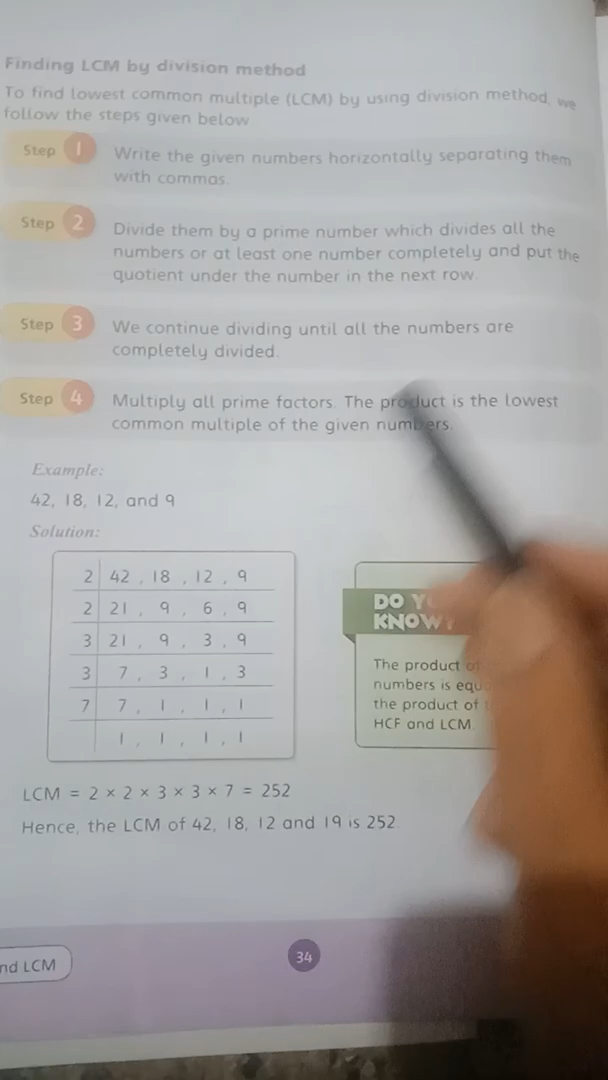 Finding LCM by division method
To find lowest common multiple (LCM) by using division method, we
follow the steps given below
Step 1 Write the given numbers horizontally separating them
with commas.
Step 2 Divide them by a prime number which divides all the
numbers or at least one number completely and put the
quotient under the number in the next row.
Step 3 We continue dividing until all the numbers are
completely divided.
Step 4 Multiply all prime factors. The product is the lowest
common multiple of the given numbers.
Example:
42, 18, 12, and 9
Solution:
2 42 , 18 , 12 , 9
2 21 , 9 , 6 , 9
3 21 , 9 , 3 , 9
3 7 , 3 , 1 , 3
7 7 , 1 , 1 , 1
1 , 1 , 1 , 1
DO
KNOW?
The product of
numbers is
the product of
HCF and LCM.
LCM = 2 × 2 × 3 × 3 × 7 = 252
Hence, the LCM of 42, 18, 12 and 19 is 252
LCM
34